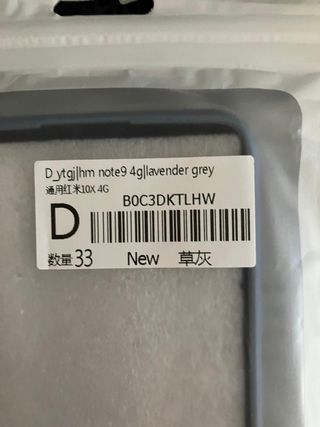 D_ytgj|hm note9 4g|lavender grey
通用红米10X 4G
D
B0C3DKTLHW
数量33 New 草灰